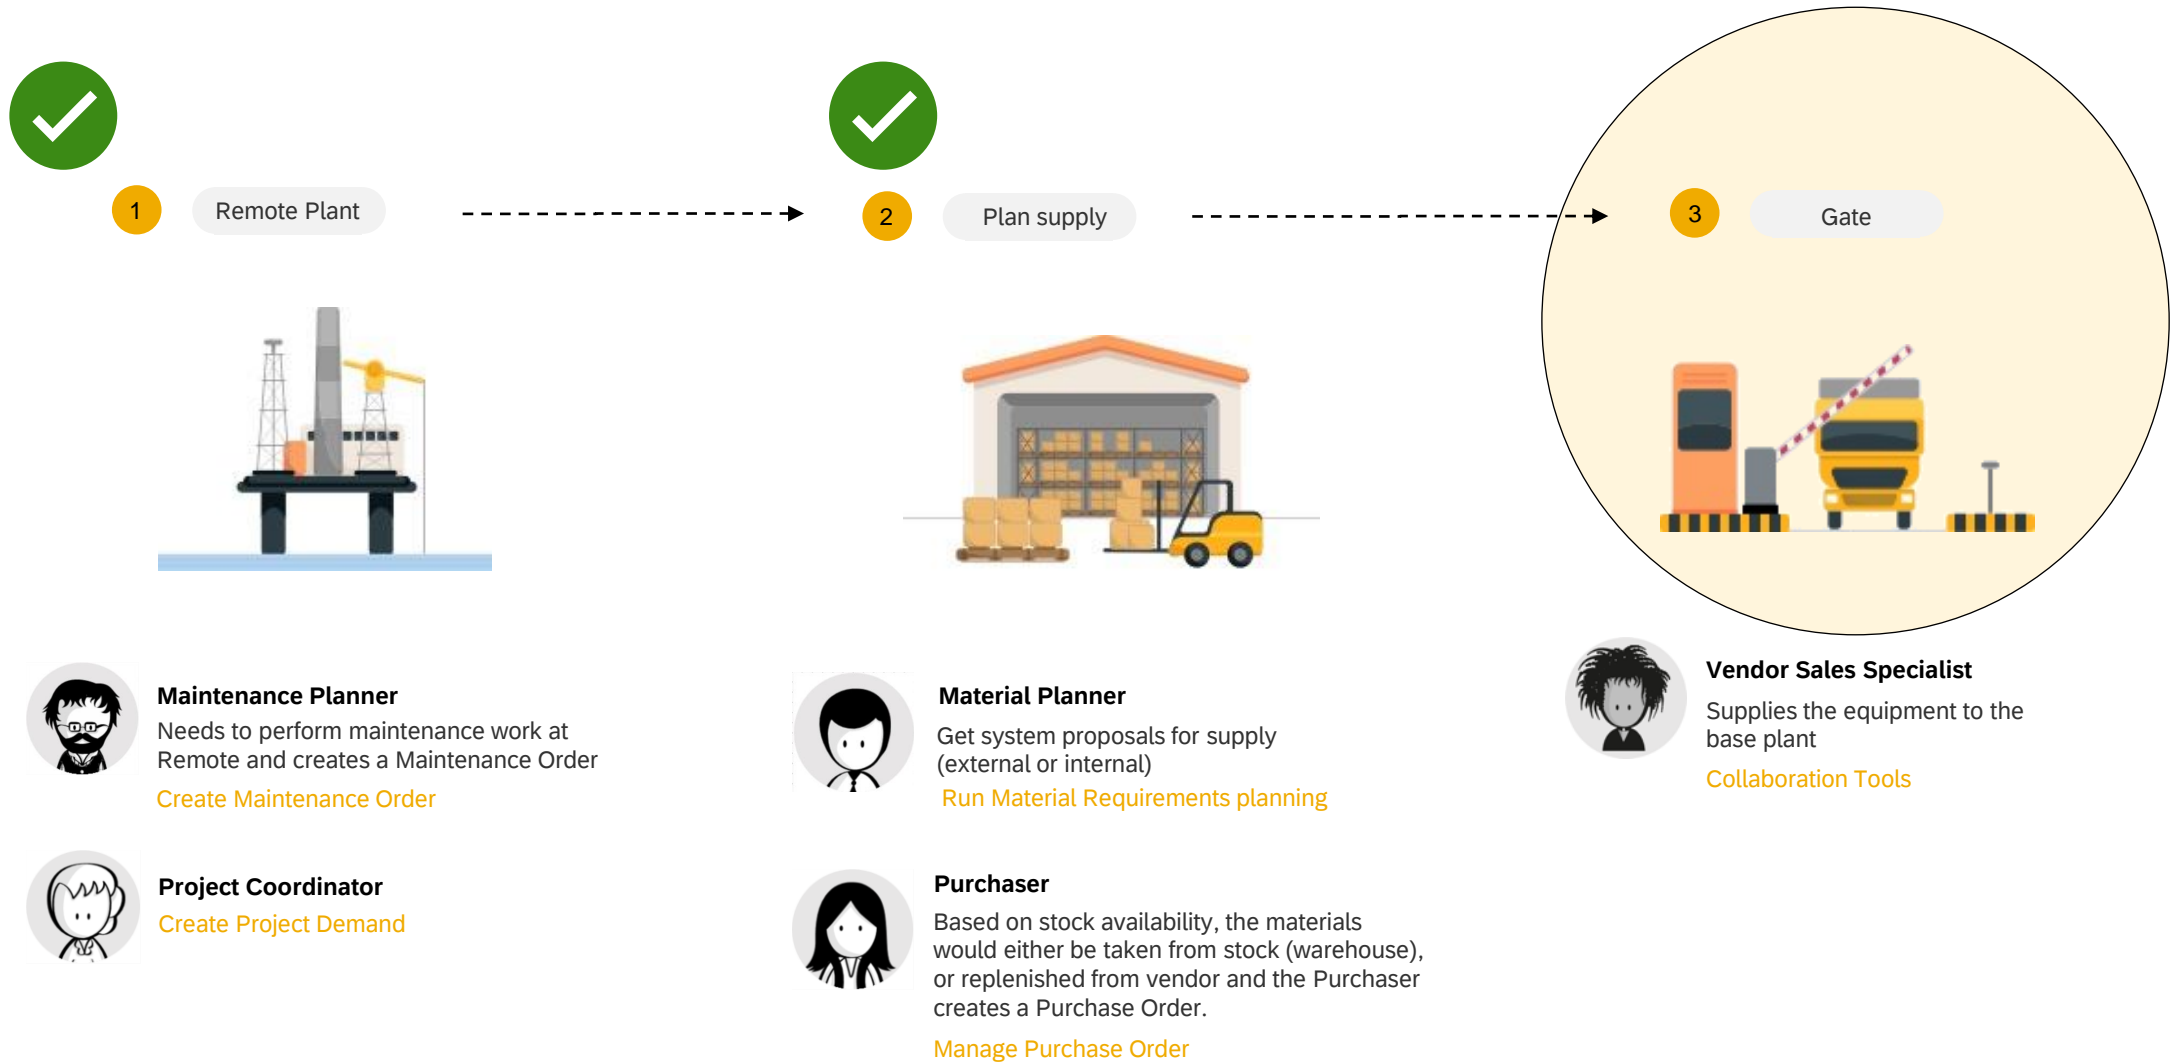 1
Remote Plant
2
Plan supply
3
Gate
Maintenance Planner
Needs to perform maintenance work at
Remote and creates a Maintenance Order
Create Maintenance Order
Project Coordinator
Create Project Demand
Material Planner
Get system proposals for supply
(external or internal)
Run Material Requirements planning
Purchaser
Based on stock availability, the materials
would either be taken from stock (warehouse),
or replenished from vendor and the Purchaser
creates a Purchase Order.
Manage Purchase Order
Vendor Sales Specialist
Supplies the equipment to the
base plant
Collaboration Tools